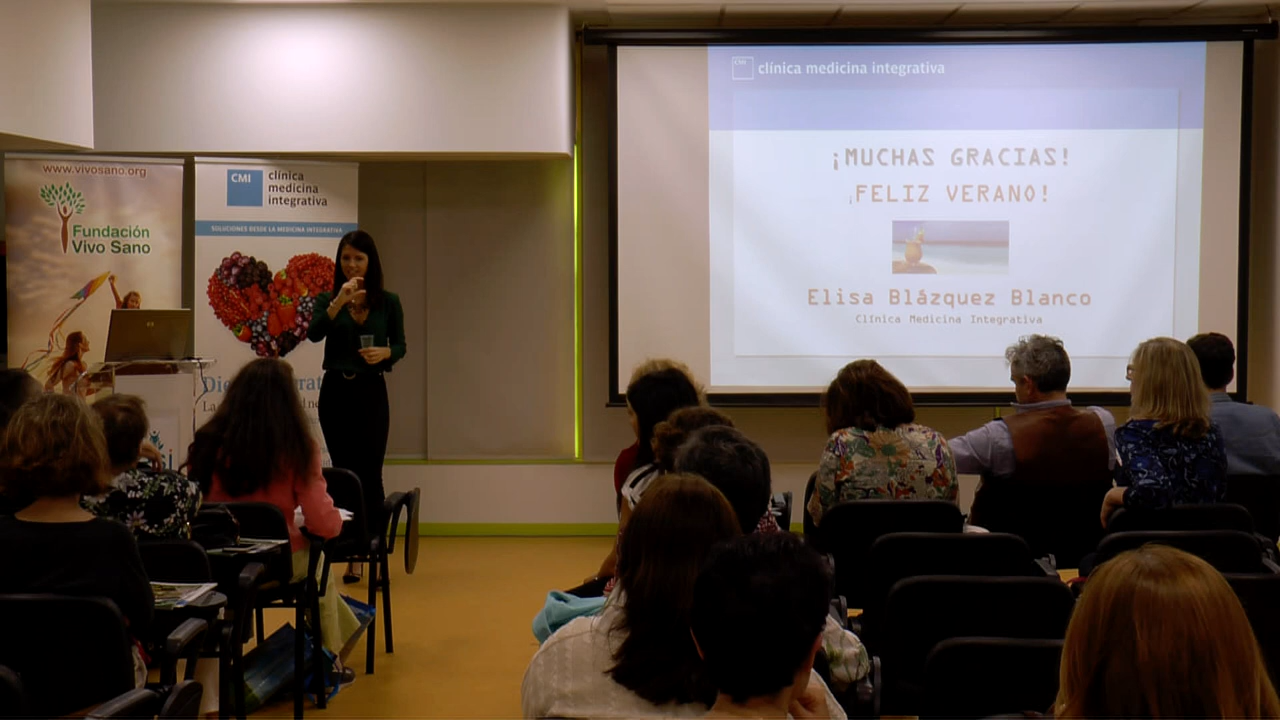 www.vivosano.org
Fundación
Vivo Sano
CMI
clínica
medicina
integrativa
SOLUCIONES DESDE LA MEDICINA INTEGRATIVA
CMI
clínica medicina integrativa
¡MUCHAS GRACIAS!
¡FELIZ VERANO!
Elisa Blázquez Blanco
Clínica Medicina Integrativa